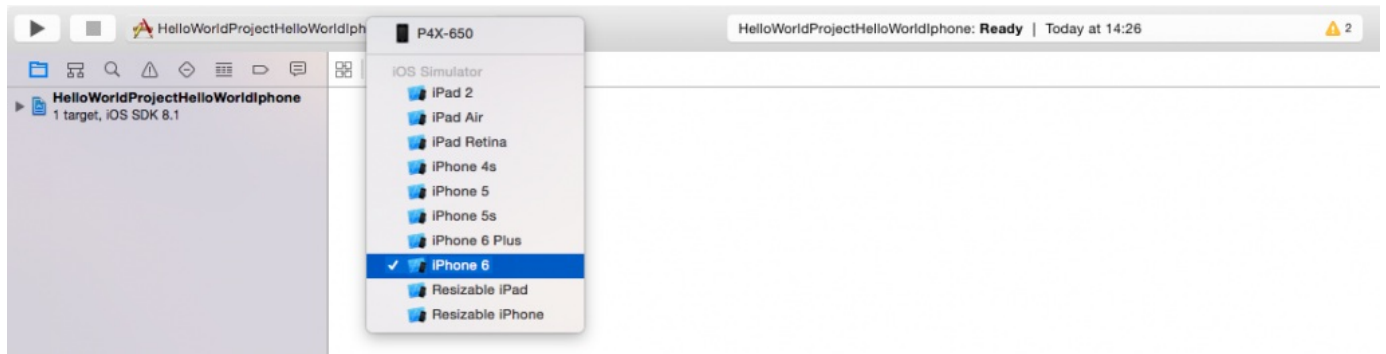 HelloWorldProjectHelloWorldIph
HelloWorldProjectHelloWorldIphone: Ready | Today at 14:26
2
HelloWorldProjectHelloWorldIphone
1 target, iOS SDK 8.1
P4X-650
iOS Simulator
iPad 2
iPad Air
iPad Retina
iPhone 4s
iPhone 5
iPhone 5s
iPhone 6 Plus
iPhone 6
Resizable iPad
Resizable iPhone